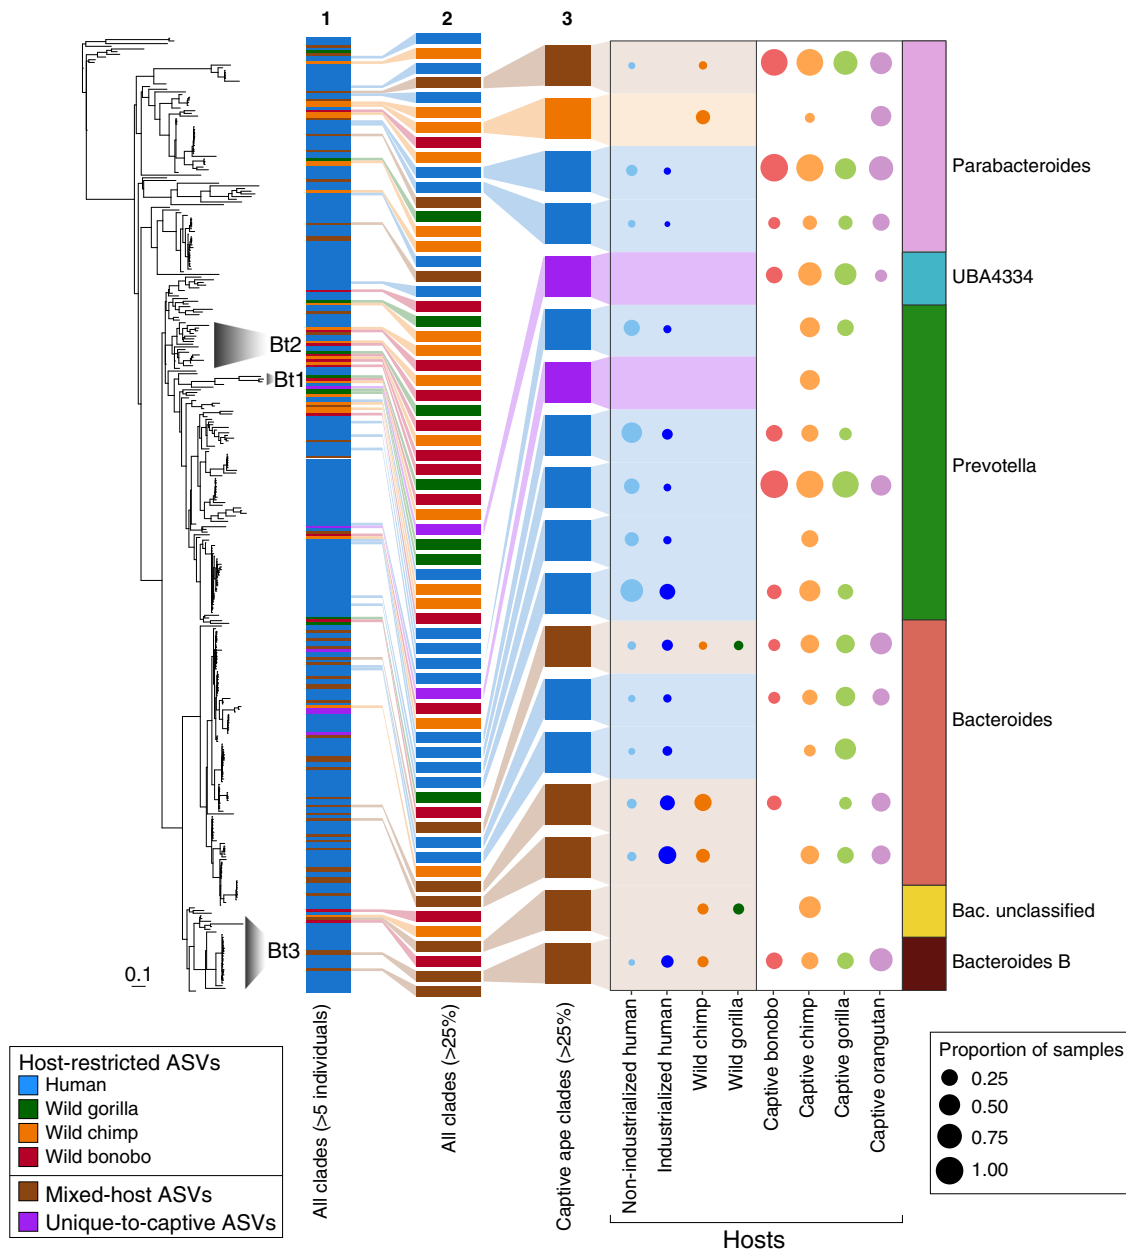 1 2 3
Bt2
Bt1
Bt3
0.1
Parabacteroides
UBA4334
Prevotella
Bacteroides
Bac. unclassified
Bacteroides B
All clades (>5 individuals)
All clades (>25%)
Captive ape clades (>25%)
Non-industrialized human
Industrialized human
Wild chimp
Wild gorilla
Captive bonobo
Captive chimp
Captive gorilla
Captive orangutan
Hosts
Host-restricted ASVs
Human
Wild gorilla
Wild chimp
Wild bonobo
Mixed-host ASVs
Unique-to-captive ASVs
Proportion of samples
0.25
0.50
0.75
1.00